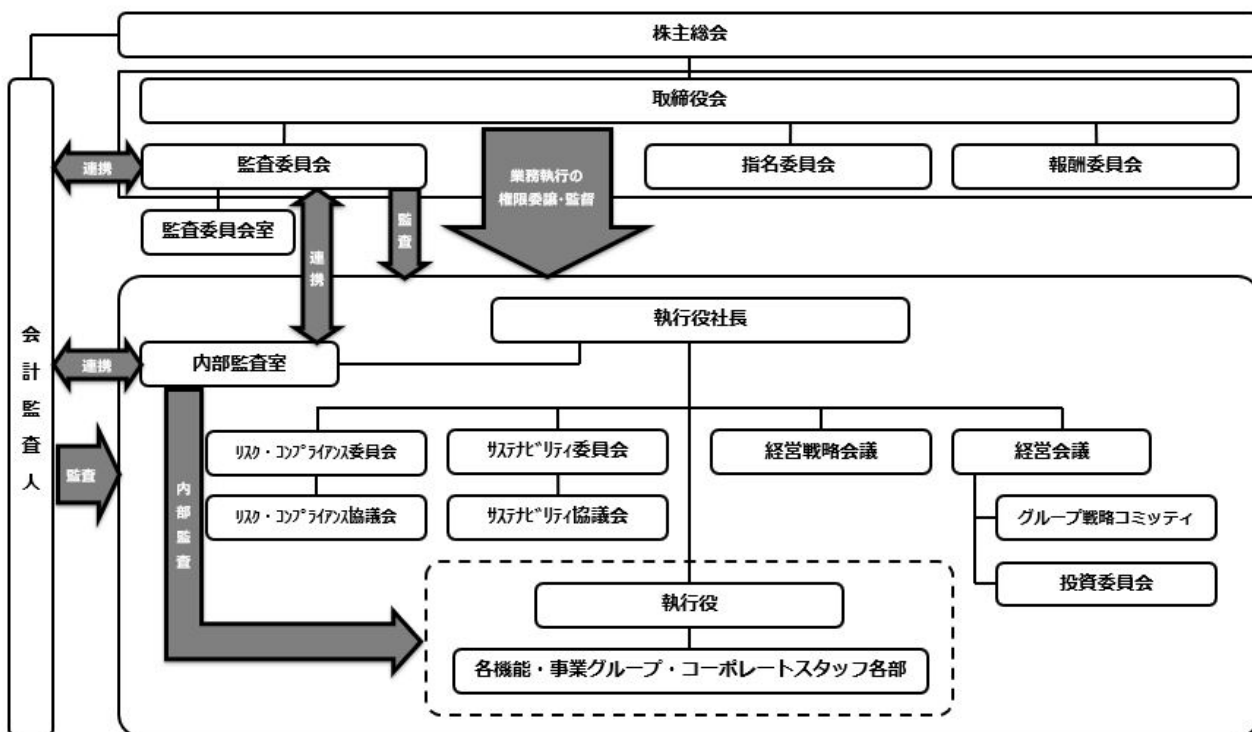 株主総会
取締役会
監査委員会
指名委員会
報酬委員会
連携
業務執行の
権限委譲・監督
監査委員会室
監査
連携
執行役社長
会計監査人
連携
内部監査室
ﾘｽｸ・ｺﾝﾌﾟﾗｲｱﾝｽ委員会
ｻｽﾃﾅﾋﾞﾘﾃｨ委員会
経営戦略会議
経営会議
監査
内部監査
ﾘｽｸ・ｺﾝﾌﾟﾗｲｱﾝｽ協議会
ｻｽﾃﾅﾋﾞﾘﾃｨ協議会
グループ戦略コミッティ
投資委員会
執行役
各機能・事業グループ・コーポレートスタッフ各部